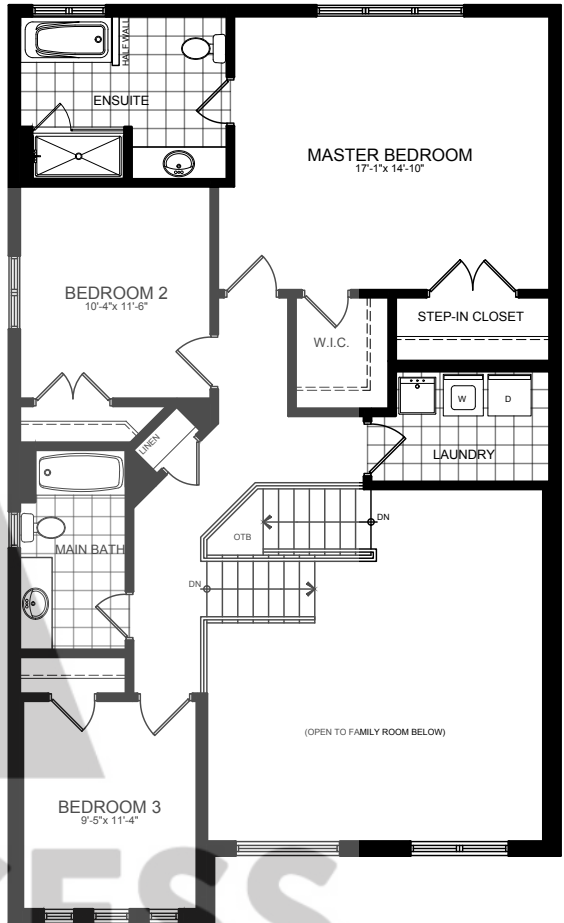 HALF WALL
ENSUITE
MASTER BEDROOM
17'-1"x 14'-10"
BEDROOM 2
10'-4"x 11'-6"
W.I.C.
STEP-IN CLOSET
W
D
LINEN
LAUNDRY
DN
OTB
MAIN BATH
DN
(OPEN TO FAMILY ROOM BELOW)
BEDROOM 3
9'-5"x 11'-4"
CESS